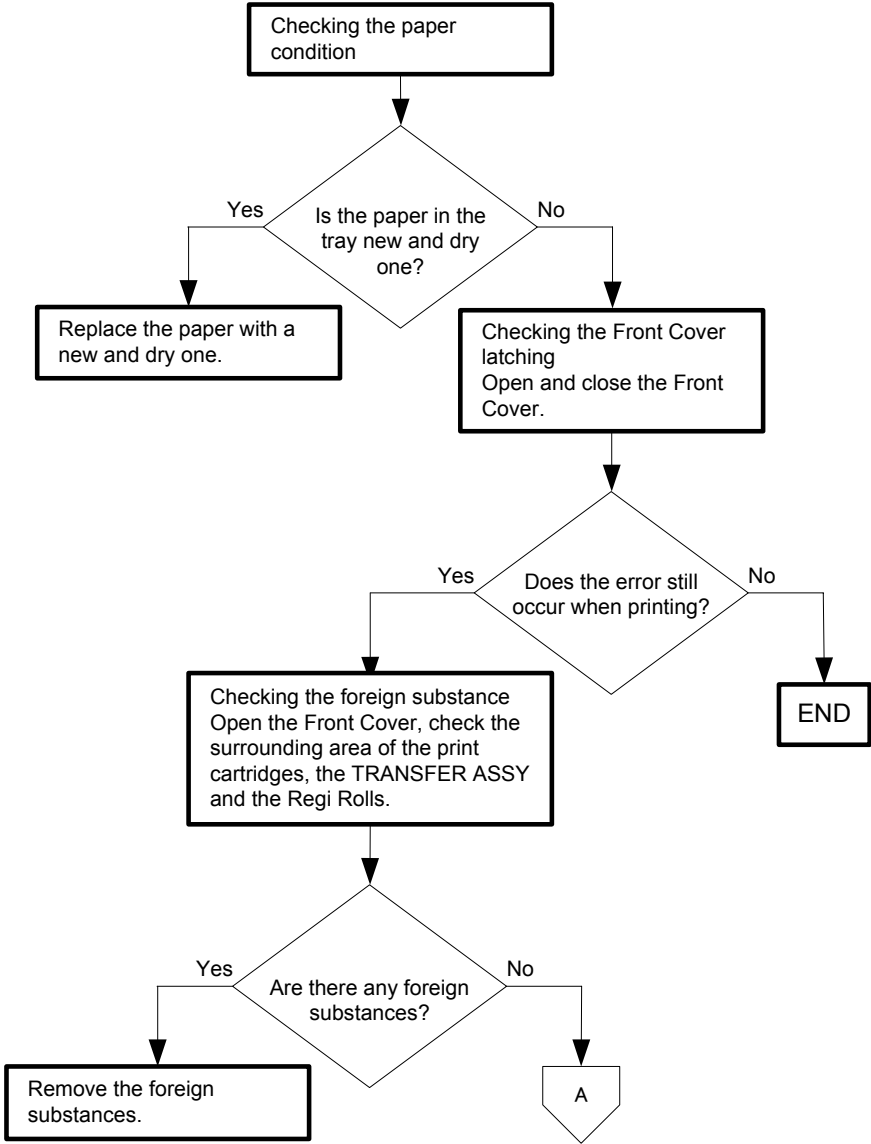 Checking the paper
condition
Is the paper in the
tray new and dry
one?
Yes
No
Replace the paper with a
new and dry one.
Checking the Front Cover
latching
Open and close the Front
Cover.
Does the error still
occur when printing?
Yes
No
END
Checking the foreign substance
Open the Front Cover, check the
surrounding area of the print
cartridges, the TRANSFER ASSY
and the Regi Rolls.
Are there any foreign
substances?
Yes
No
Remove the foreign
substances.
A